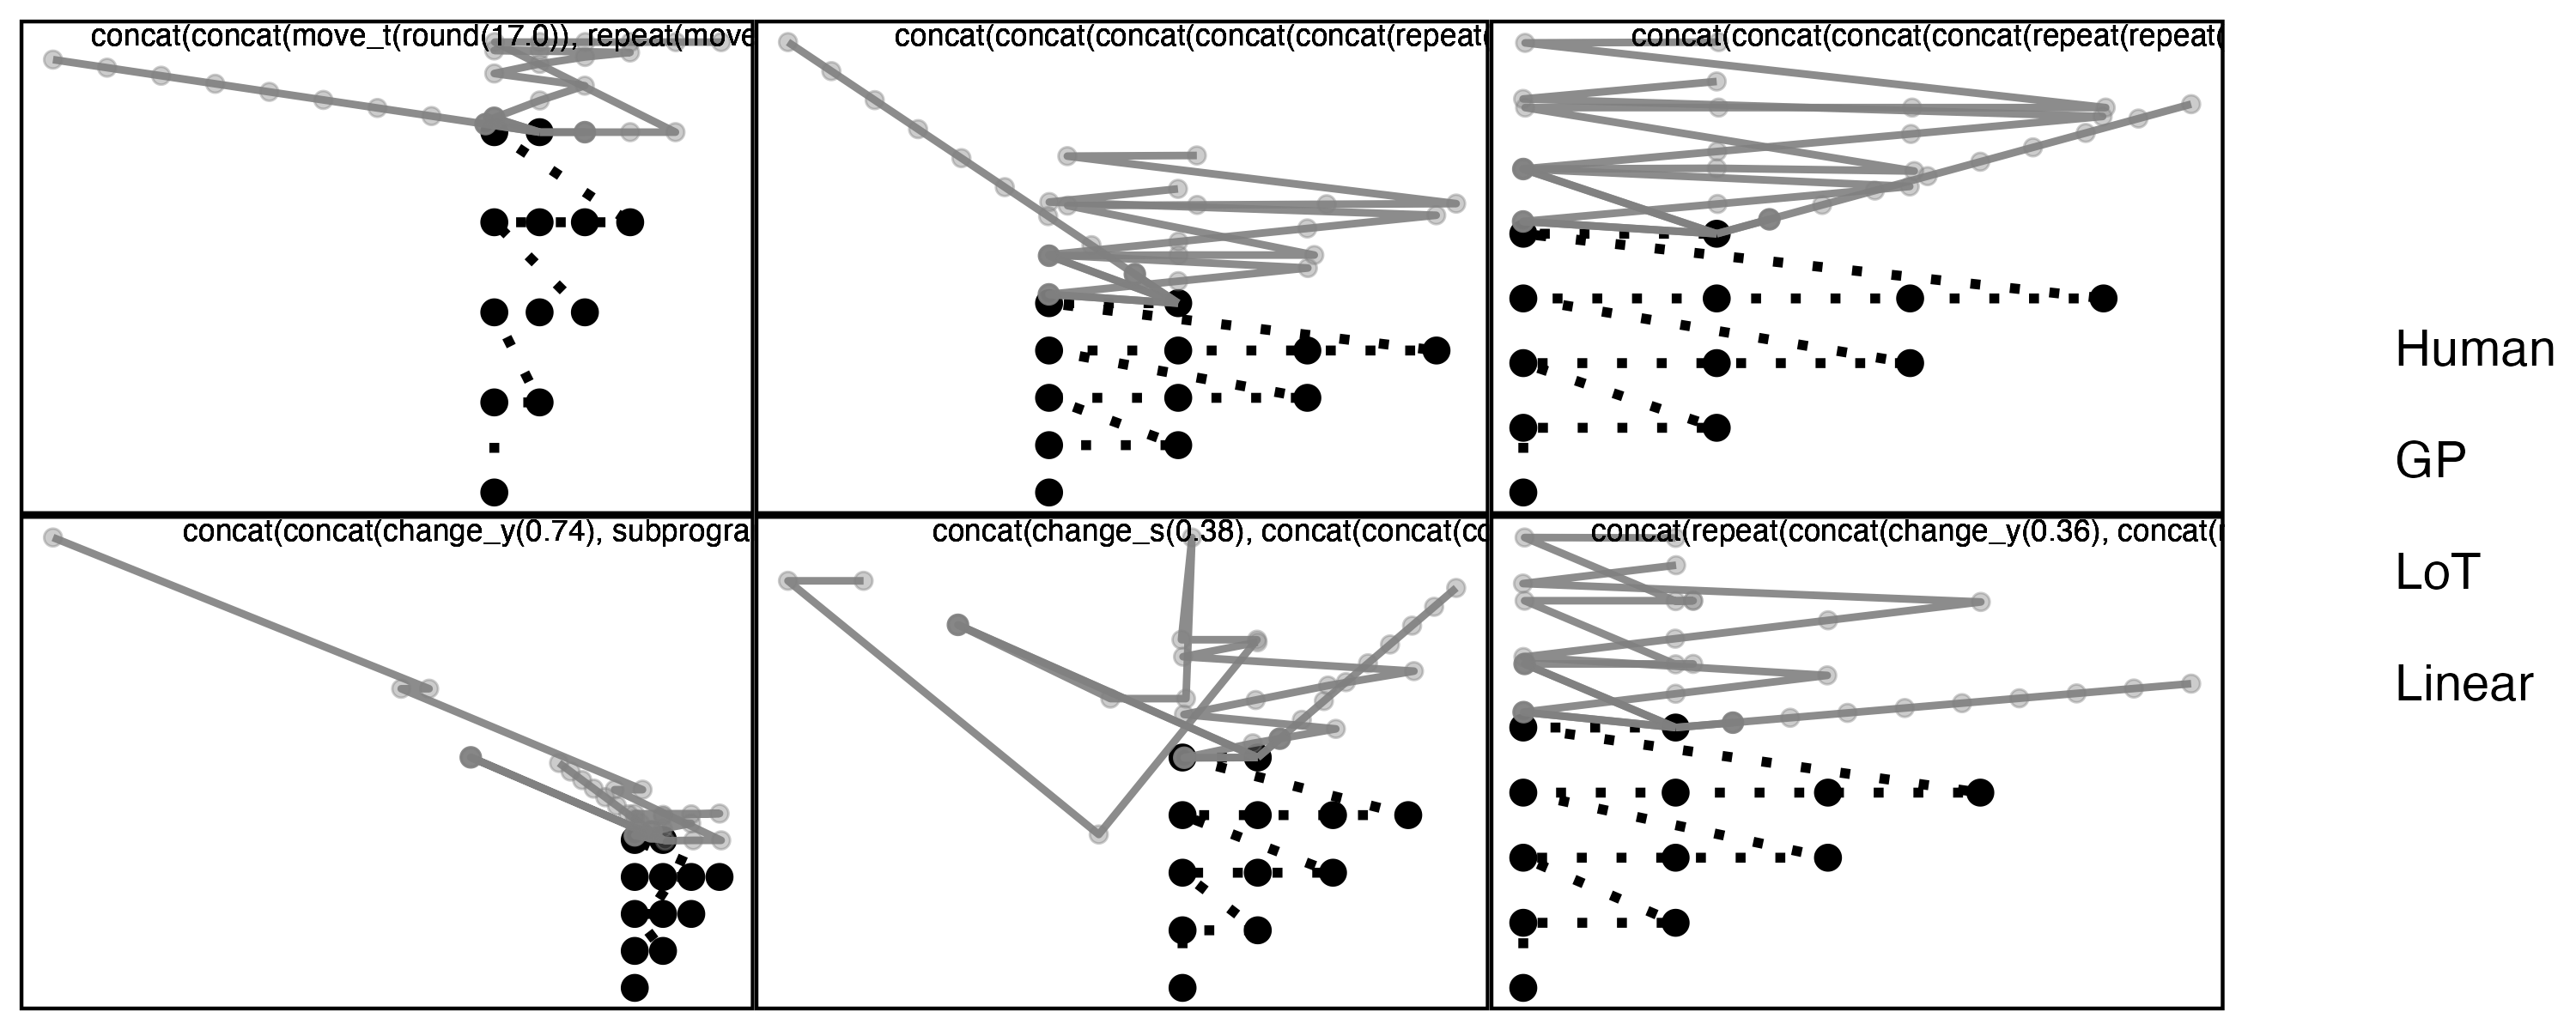 concat(concat(move_t(round(17.0)), repeat(move
concat(concat(concat(concat(concat(repeat(
concat(concat(concat(concat(repeat(repeat(
concat(concat(change_y(0.74), subprogra
concat(change_s(0.38), concat(concat(co
concat(repeat(concat(change_y(0.36), concat(
Human
GP
LoT
Linear